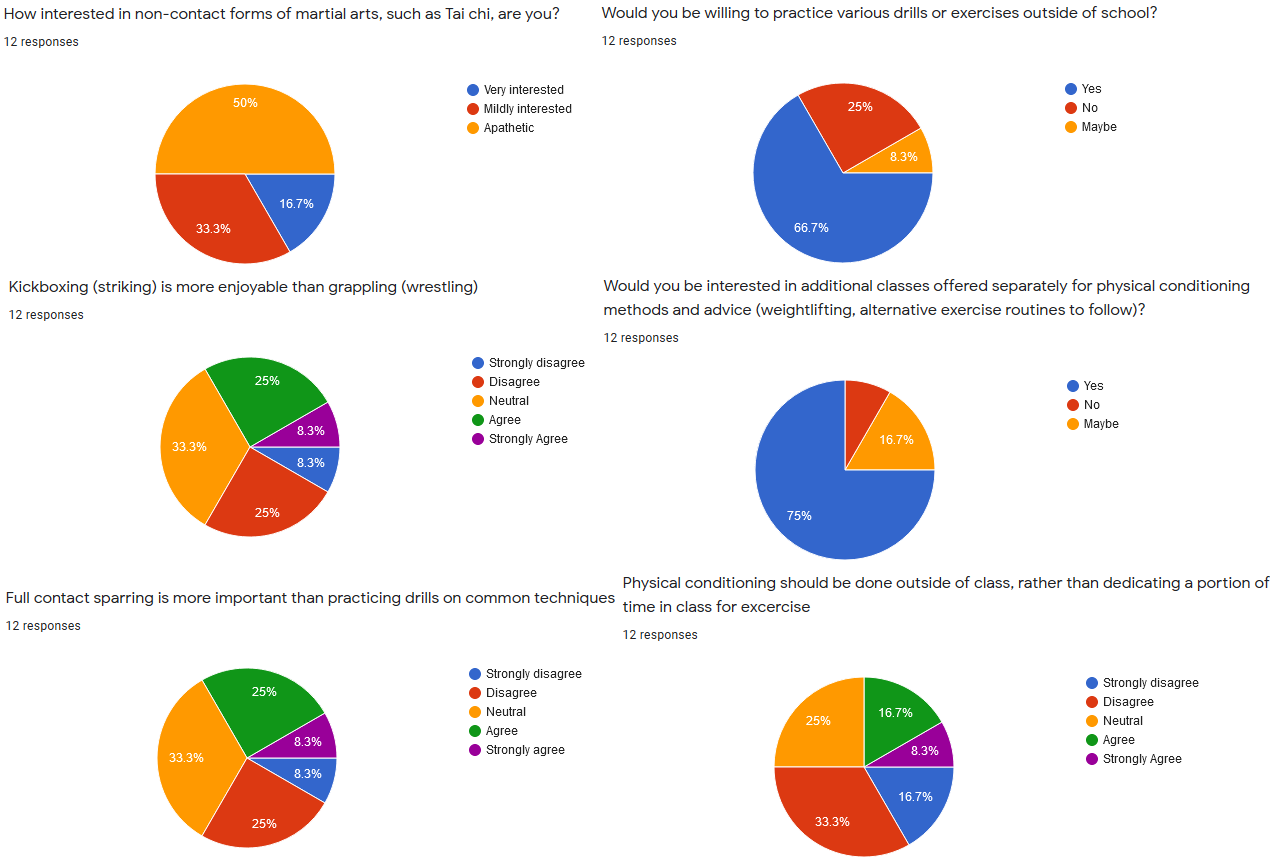 How interested in non-contact forms of martial arts, such as Tai chi, are you?
12 responses
50%
16.7%
33.3%
Very interested
Mildly interested
Apathetic
Would you be willing to practice various drills or exercises outside of school?
12 responses
25%
8.3%
66.7%
Yes
No
Maybe
Kickboxing (striking) is more enjoyable than grappling (wrestling)
12 responses
25%
8.3%
33.3%
8.3%
25%
Strongly disagree
Disagree
Neutral
Agree
Strongly Agree
Would you be interested in additional classes offered separately for physical conditioning
methods and advice (weightlifting, alternative exercise routines to follow)?
12 responses
16.7%
75%
Yes
No
Maybe
Full contact sparring is more important than practicing drills on common techniques
12 responses
25%
8.3%
33.3%
8.3%
25%
Strongly disagree
Disagree
Neutral
Agree
Strongly agree
Physical conditioning should be done outside of class, rather than dedicating a portion of
time in class for excercise
12 responses
16.7%
25%
8.3%
16.7%
33.3%
Strongly disagree
Disagree
Neutral
Agree
Strongly Agree